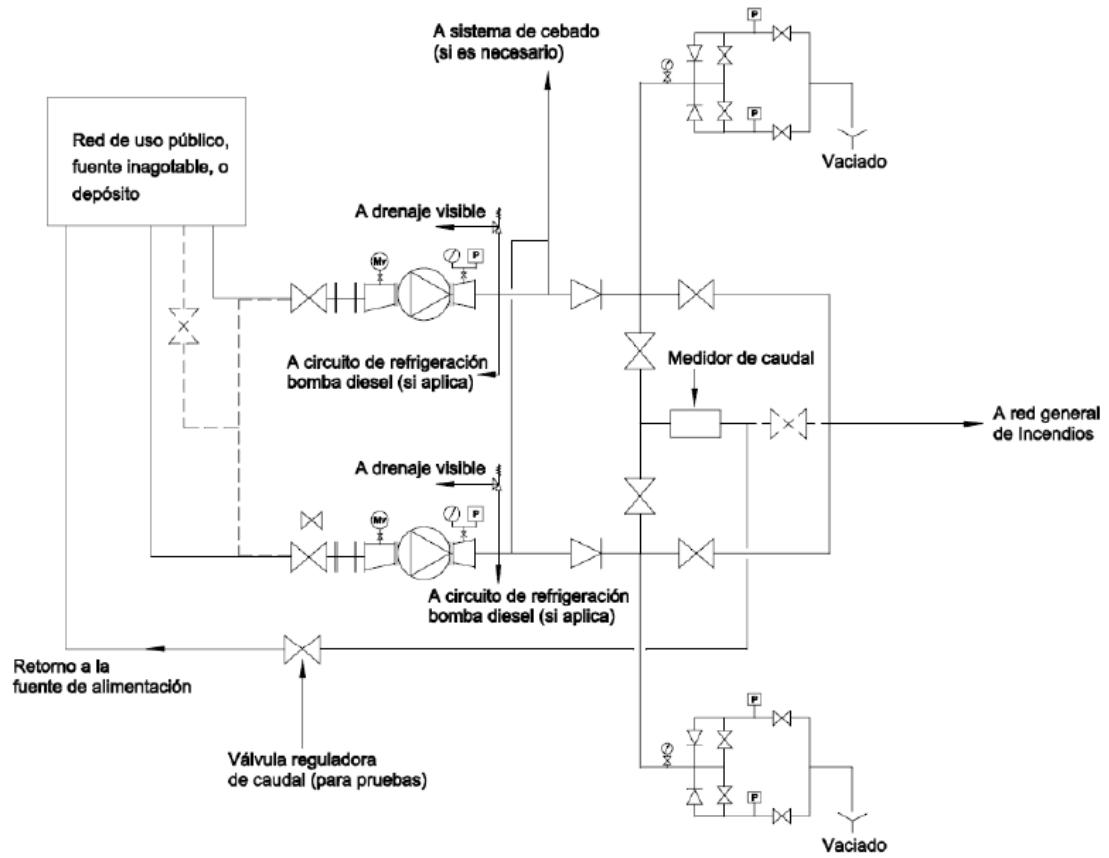 A sistema de cebado
(si es necesario)
P
P
Vaciado
Red de uso público,
fuente inagotable, o
depósito
A drenaje visible
Mv
P
A circuito de refrigeración
bomba diesel (si aplica)
Medidor de caudal
A red general
de Incendios
A drenaje visible
Mv
P
A circuito de refrigeración
bomba diesel (si aplica)
Retorno a la
fuente de alimentación
Válvula reguladora
de caudal (para pruebas)
P
P
Vaciado